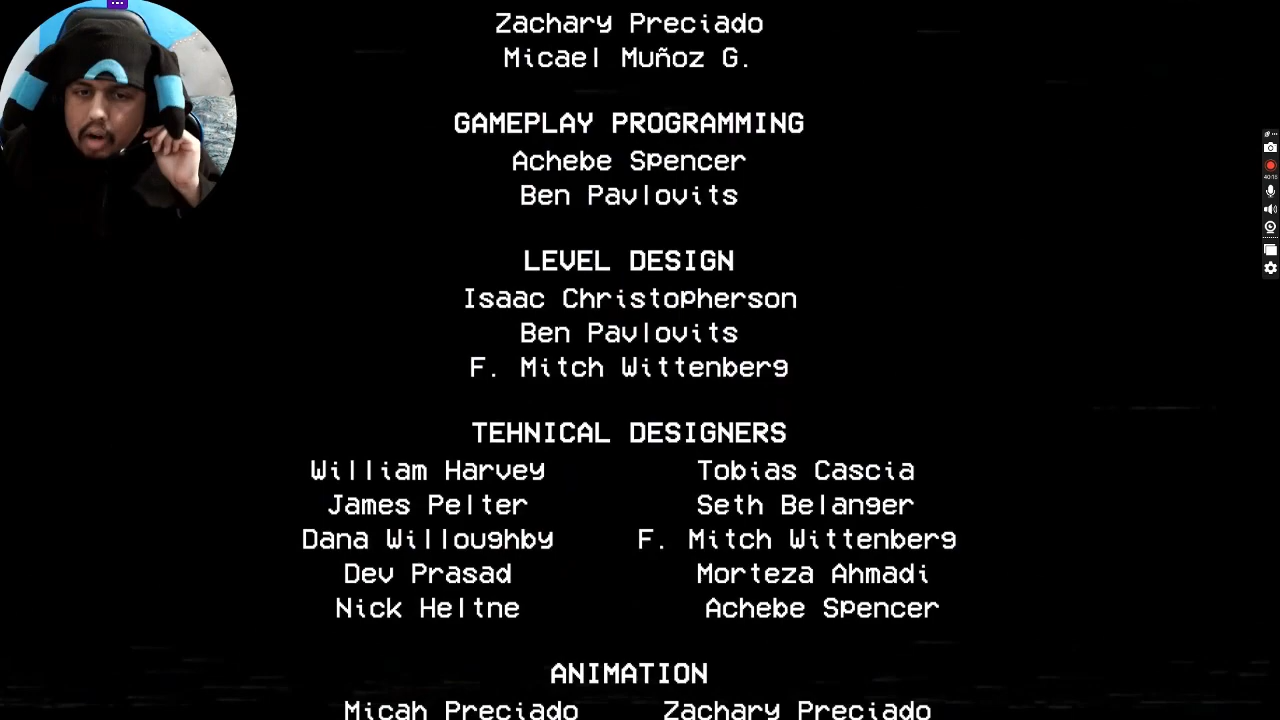 Zachary Preciado
Micael Muñoz G.
GAMEPLAY PROGRAMMING
Achebe Spencer
Ben Pavlovits
LEVEL DESIGN
Isaac Christopherson
Ben Pavlovits
F. Mitch Wittenberg
TEHNICAL DESIGNERS
William Harvey Tobias Cascia
James Pelter Seth Belanger
Dana Willoughby F. Mitch Wittenberg
Dev Prasad Morteza Ahmadi
Nick Heltne Achebe Spencer
ANIMATION
Micah Preciado Zachary Preciado